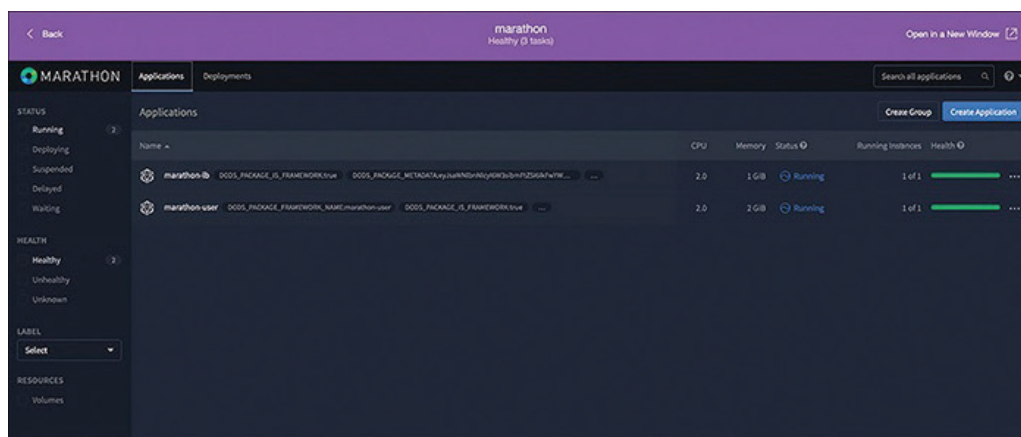 Back
marathon
Healthy (3 tasks)
Open in a New Window
MARATHON
Applications
Deployments
Search all applications
STATUS
Running 2
Deploying
Suspended
Delayed
Waiting
HEALTH
Healthy 2
Unhealthy
Unknown
LABEL
Select
RESOURCES
Volumes
Applications
Create Group
Create Application
Name CPU Memory Status Running Instances Health
marathon-lb DCOS_PACKAGE_IS_FRAMEWORK:true ... 2.0 1 GiB Running 1 of 1
marathon-user DCOS_PACKAGE_FRAMEWORK_NAME:marathon-user DCOS_PACKAGE_IS_FRAMEWORK:true ... 2.0 2 GiB Running 1 of 1